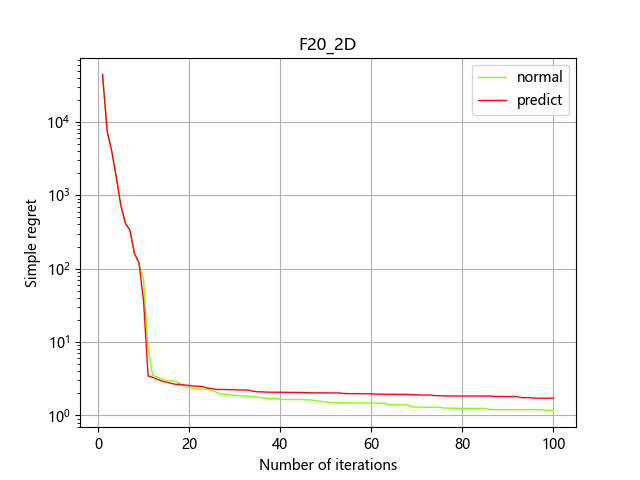 F20_2D
normal
predict
Simple regret
10⁴
10³
10²
10¹
10⁰
0 20 40 60 80 100
Number of iterations